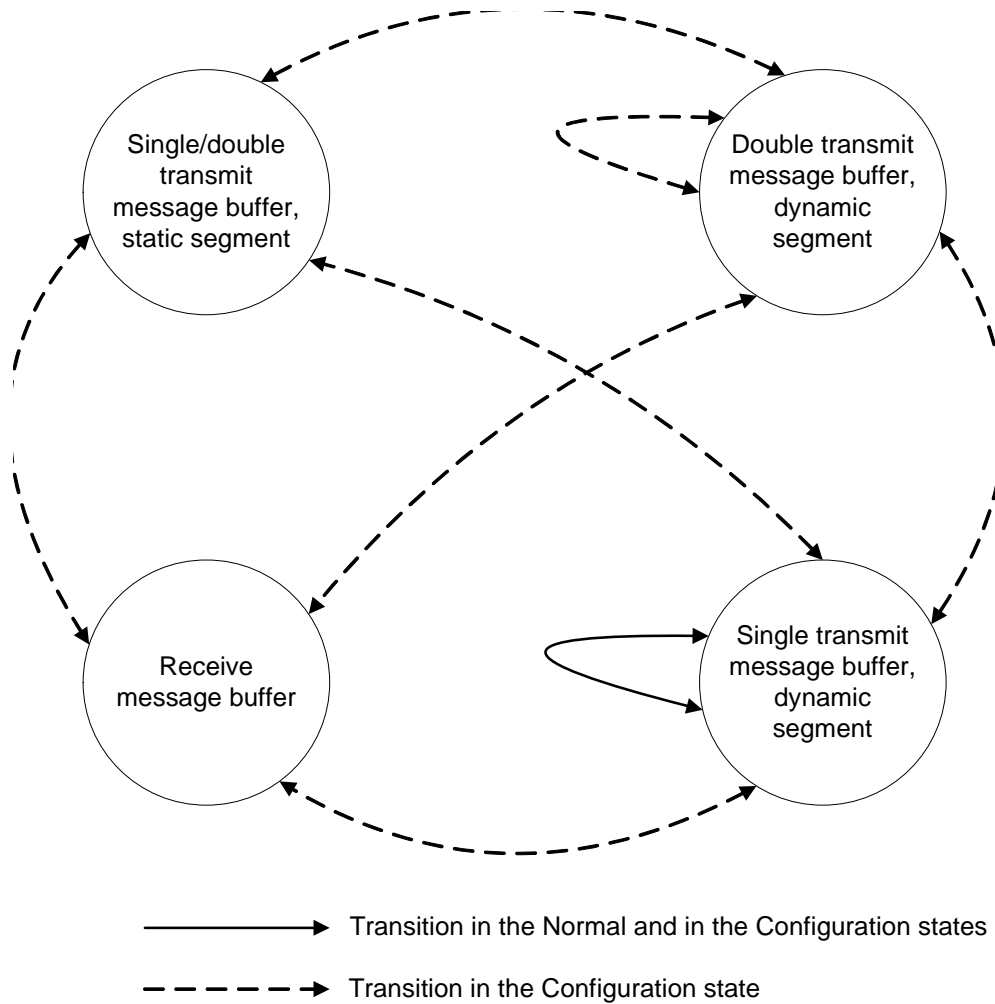 Single/double
transmit
message buffer,
static segment
Double transmit
message buffer,
dynamic
segment
Receive
message buffer
Single transmit
message buffer,
dynamic
segment
Transition in the Normal and in the Configuration states
Transition in the Configuration state